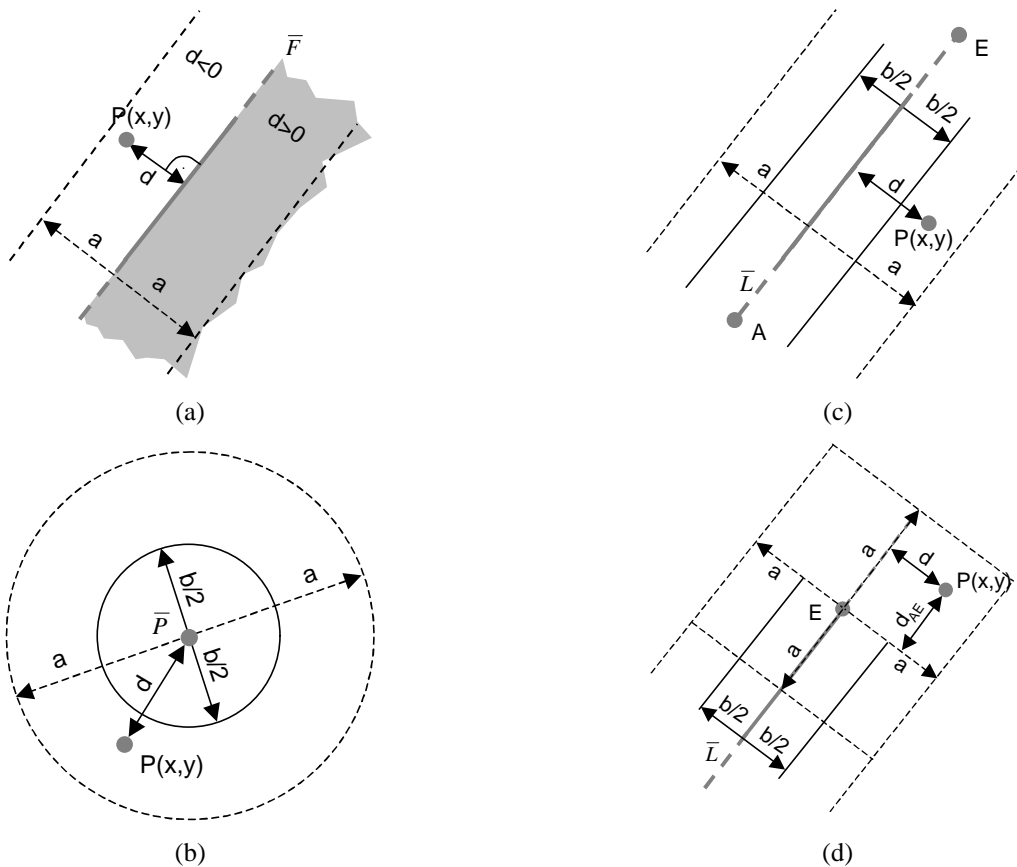 F̅
d<0
P(x,y)
d>0
d
a
a
(a)
E
b/2
b/2
a
d
P(x,y)
a
L̅
A
(c)
a
b/2
P̅
b/2
a
d
P(x,y)
(b)
a
d
a
P(x,y)
E
d_AE
a
a
b/2
b/2
L̅
(d)